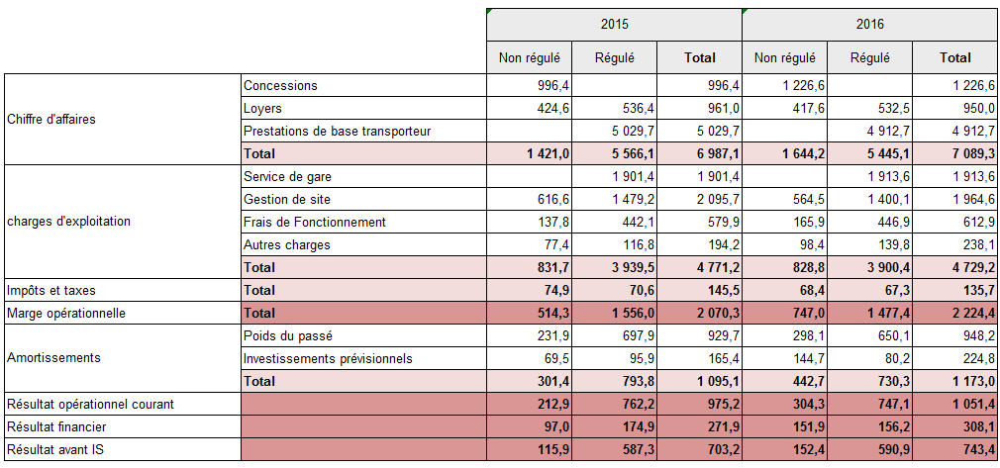 2015 2016
Non régulé Régulé Total Non régulé Régulé Total
Chiffre d'affaires
Concessions 996,4 996,4 1 226,6 1 226,6
Loyers 424,6 536,4 961,0 417,6 532,5 950,0
Prestations de base transporteur 5 029,7 5 029,7 4 912,7 4 912,7
Total 1 421,0 5 566,1 6 987,1 1 644,2 5 445,1 7 089,3
charges d'exploitation
Service de gare 1 901,4 1 901,4 1 913,6 1 913,6
Gestion de site 616,6 1 479,2 2 095,7 564,5 1 400,1 1 964,6
Frais de Fonctionnement 137,8 442,1 579,9 165,9 446,9 612,9
Autres charges 77,4 116,8 194,2 98,4 139,8 238,1
Total 831,7 3 939,5 4 771,2 828,8 3 900,4 4 729,2
Impôts et taxes Total 74,9 70,6 145,5 68,4 67,3 135,7
Marge opérationnelle Total 514,3 1 556,0 2 070,3 747,0 1 477,4 2 224,4
Amortissements
Poids du passé 231,9 697,9 929,7 298,1 650,1 948,2
Investissements prévisionnels 69,5 95,9 165,4 144,7 80,2 224,8
Total 301,4 793,8 1 095,1 442,7 730,3 1 173,0
Résultat opérationnel courant 212,9 762,2 975,2 304,3 747,1 1 051,4
Résultat financier 97,0 174,9 271,9 151,9 156,2 308,1
Résultat avant IS 115,9 587,3 703,2 152,4 590,9 743,4